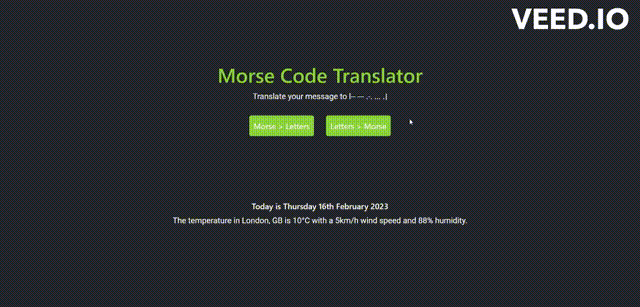 VEED.IO
Morse Code Translator
Translate your message to |-- --- .-. ... .|
Morse > Letters
Letters > Morse
Today is Thursday 16th February 2023
The temperature in London, GB is 10°C with a 5km/h wind speed and 88% humidity.